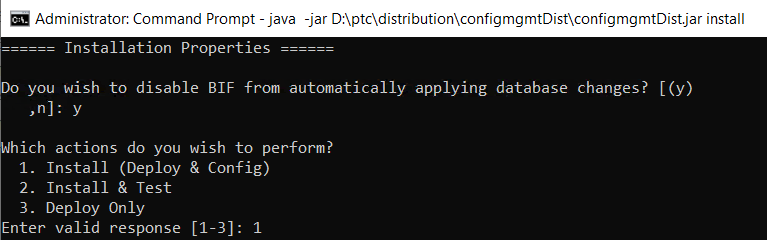 Administrator: Command Prompt - java  -jar D:\ptc\distribution\configmgmtDist\configmgmtDist.jar install
====== Installation Properties ======
Do you wish to disable BIF from automatically applying database changes? [(y)
   ,n]: y
Which actions do you wish to perform?
  1. Install (Deploy & Config)
  2. Install & Test
  3. Deploy Only
Enter valid response [1-3]: 1